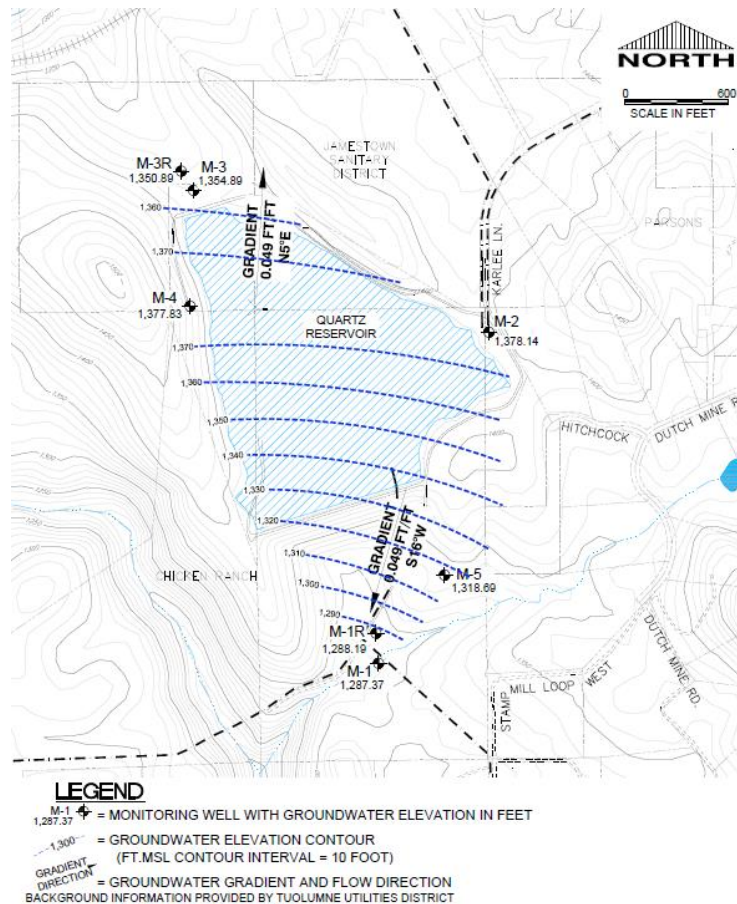 NORTH
0 600
SCALE IN FEET
JAMESTOWN
SANITARY
DISTRICT
M-3R
1,350.89
M-3
1,354.89
1,360
GRADIENT
0.049 FT/FT
N5°E
PARSONS
KARLEE LN.
1,370
M-4
1,377.83
QUARTZ
RESERVOIR
M-2
1,378.14
1,370
1,360
1,350
1,340
1,330
1,320
1,310
1,290
HITCHCOCK
DUTCH MINE R
GRADIENT
0.049 FT/FT
S16°W
CHICKEN RANCH
M-5
1,318.69
M-1R
1,288.19
M-1
1,287.37
STAMP
MILL LOOP WEST
DUTCH MINE RD.
LEGEND
M-1
1,287.37
= MONITORING WELL WITH GROUNDWATER ELEVATION IN FEET
1,300
= GROUNDWATER ELEVATION CONTOUR
(FT.MSL CONTOUR INTERVAL = 10 FOOT)
GRADIENT
DIRECTION
= GROUNDWATER GRADIENT AND FLOW DIRECTION
BACKGROUND INFORMATION PROVIDED BY TUOLUMNE UTILITIES DISTRICT